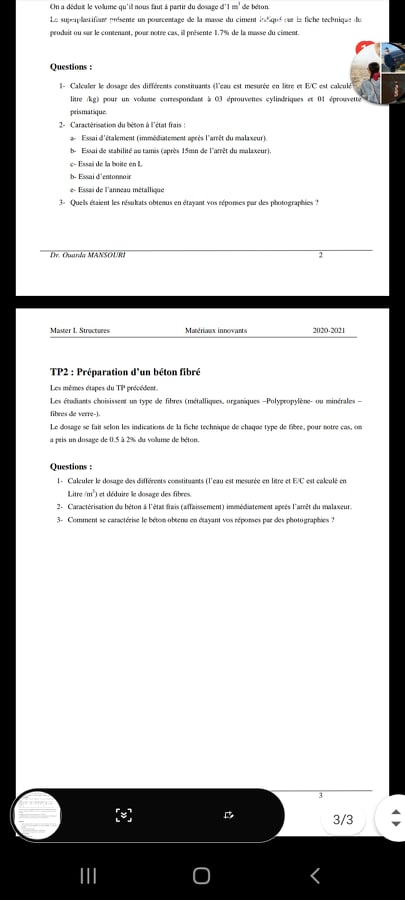 On a déduit le volume qu'il nous faut à partir du dosage d'1 m³ de béton.
Le superplastifiant présente un pourcentage de la masse du ciment indiqué sur la fiche technique du
produit ou sur le contenant, pour notre cas, il présente 1.7% de la masse du ciment.
Questions :
1- Calculer le dosage des différents constituants (l'eau est mesurée en litre et E/C est calculé
litre /kg) pour un volume correspondant à 03 éprouvettes cylindriques et 01 éprouvette
prismatique.
2- Caractérisation du béton à l'état frais :
a- Essai d'étalement (immédiatement après l'arrêt du malaxeur).
b- Essai de stabilité au tamis (après 15mn de l'arrêt du malaxeur).
c- Essai de la boite en L
b- Essai d'entonnoir
e- Essai de l'anneau métallique
3- Quels étaient les résultats obtenus en étayant vos réponses par des photographies ?
Dr. Ouarda MANSOURI 2
Master I. Structures Matériaux innovants 2020-2021
TP2 : Préparation d'un béton fibré
Les mêmes étapes du TP précédent.
Les étudiants choisissent un type de fibres (métalliques, organiques –Polypropylène- ou minérales –
fibres de verre-).
Le dosage se fait selon les indications de la fiche technique de chaque type de fibre, pour notre cas, on
a pris un dosage de 0.5 à 2% du volume de béton.
Questions :
1- Calculer le dosage des différents constituants (l'eau est mesurée en litre et E/C est calculé en
Litre /m³) et déduire le dosage des fibres.
2- Caractérisation du béton à l'état frais (affaissement) immédiatement après l'arrêt du malaxeur.
3- Comment se caractérise le béton obtenu en étayant vos réponses par des photographies ?
3
3/3